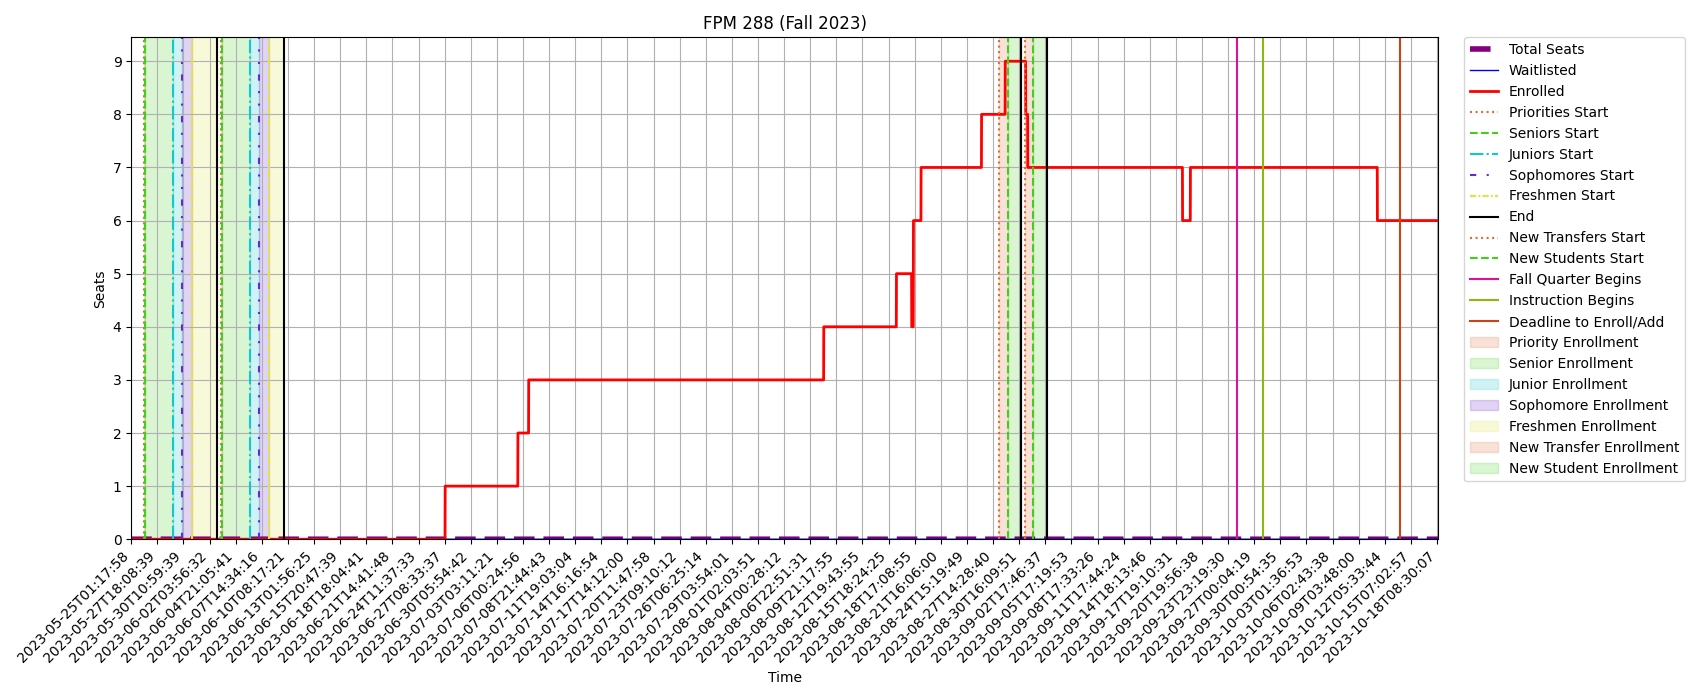 FPM 288 (Fall 2023)
Seats
9
8
7
6
5
4
3
2
1
0
2023-05-25T01:17:58
2023-05-27T18:08:39
2023-05-30T10:59:39
2023-06-02T03:56:32
2023-06-04T21:05:41
2023-06-07T14:34:16
2023-06-10T08:17:21
2023-06-13T01:56:25
2023-06-15T20:47:39
2023-06-18T18:04:41
2023-06-21T14:41:48
2023-06-24T11:37:33
2023-06-27T08:33:37
2023-06-30T05:54:42
2023-07-03T03:11:21
2023-07-06T00:24:56
2023-07-08T21:44:43
2023-07-11T19:03:04
2023-07-14T16:16:54
2023-07-17T14:12:00
2023-07-20T11:47:58
2023-07-23T09:10:12
2023-07-26T06:25:14
2023-07-29T03:54:01
2023-08-01T02:03:51
2023-08-04T00:28:12
2023-08-06T22:51:31
2023-08-09T21:17:55
2023-08-12T19:43:55
2023-08-15T18:24:25
2023-08-18T17:08:55
2023-08-21T16:06:00
2023-08-24T15:19:49
2023-08-27T14:28:40
2023-08-30T16:09:51
2023-09-02T17:46:37
2023-09-05T17:19:53
2023-09-08T17:33:26
2023-09-11T17:44:24
2023-09-14T18:13:46
2023-09-17T19:10:31
2023-09-20T19:56:38
2023-09-23T23:19:30
2023-09-27T00:04:19
2023-09-30T00:54:35
2023-10-03T01:36:53
2023-10-06T02:43:38
2023-10-09T03:48:00
2023-10-12T05:33:44
2023-10-15T07:02:57
2023-10-18T08:30:07
Time
Total Seats
Waitlisted
Enrolled
Priorities Start
Seniors Start
Juniors Start
Sophomores Start
Freshmen Start
End
New Transfers Start
New Students Start
Fall Quarter Begins
Instruction Begins
Deadline to Enroll/Add
Priority Enrollment
Senior Enrollment
Junior Enrollment
Sophomore Enrollment
Freshmen Enrollment
New Transfer Enrollment
New Student Enrollment